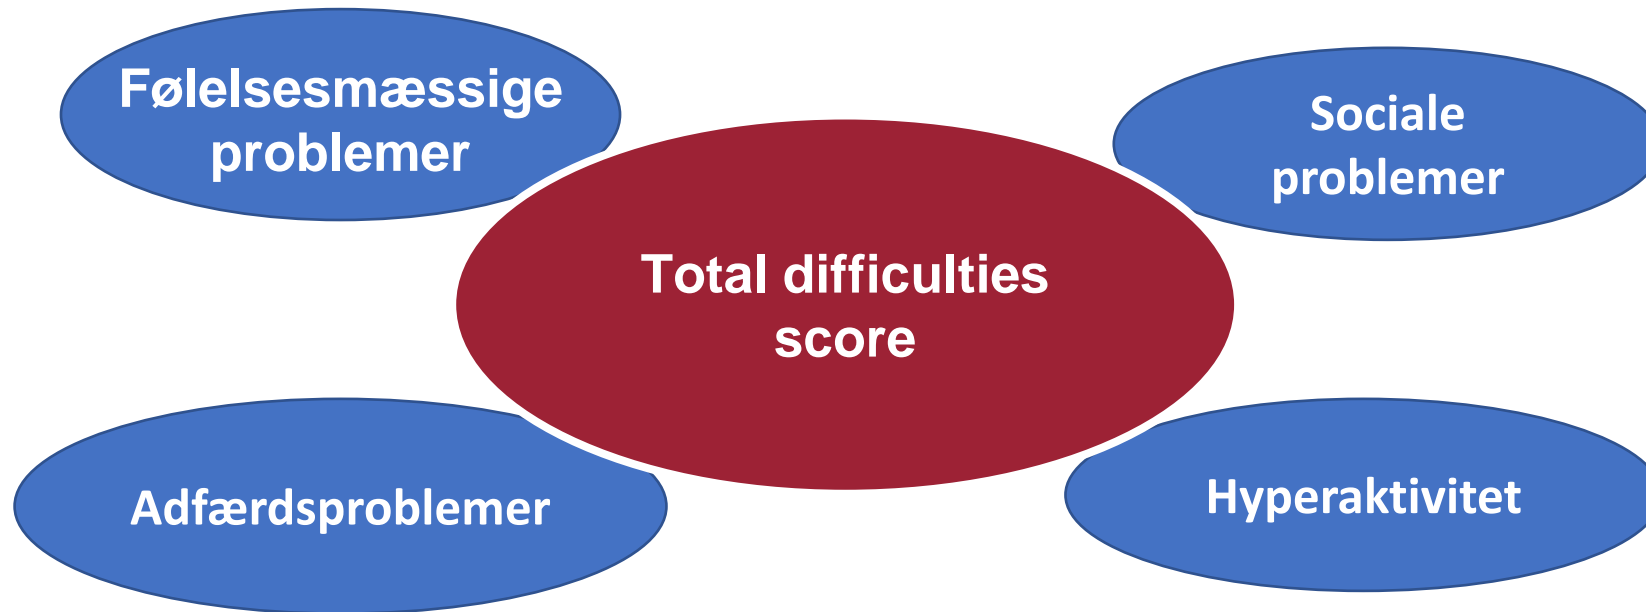 Følelsesmæssige
problemer
Sociale
problemer
Total difficulties
score
Adfærdsproblemer
Hyperaktivitet